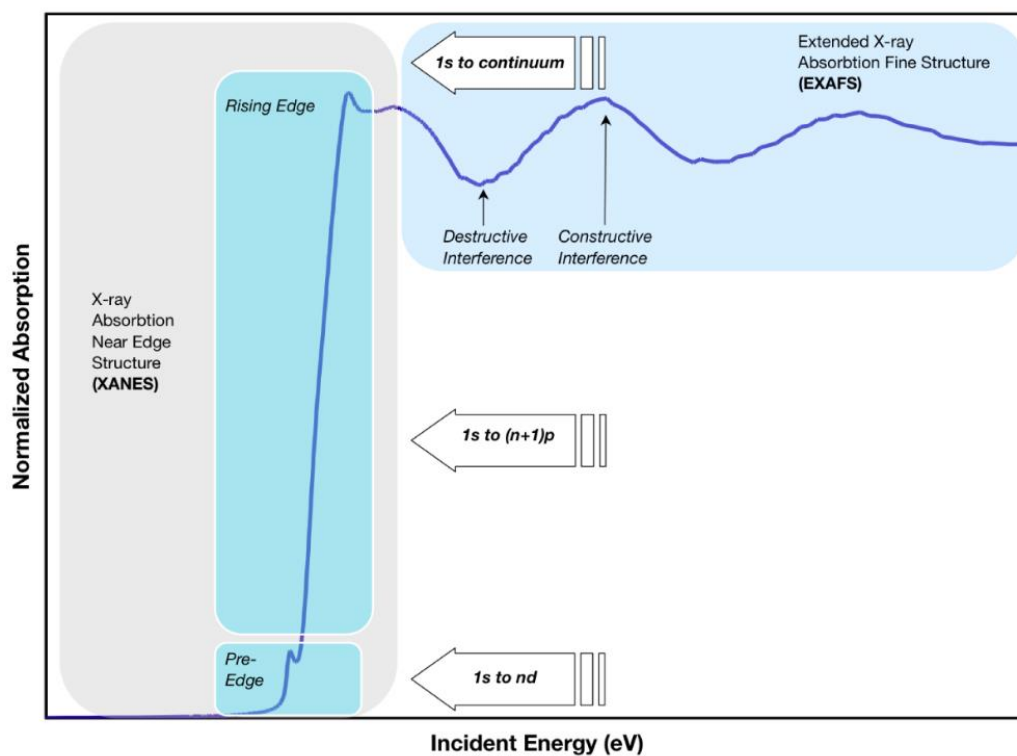 Normalized Absorption
X-ray
Absorbtion
Near Edge
Structure
(XANES)
Rising Edge
Pre-
Edge
1s to continuum
Extended X-ray
Absorbtion Fine Structure
(EXAFS)
Destructive
Interference
Constructive
Interference
1s to (n+1)p
1s to nd
Incident Energy (eV)